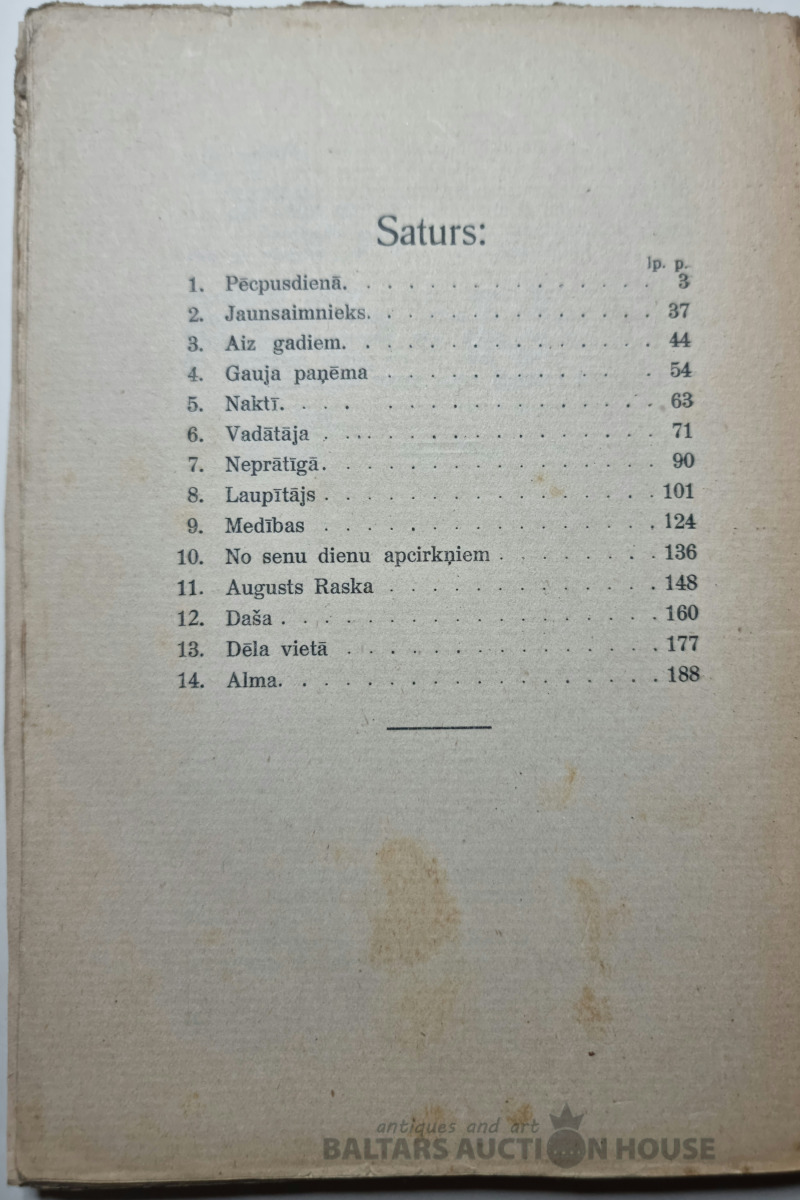 Saturs:
lp. p.
1. Pēcpusdienā. . . . . . . . . . . . . . . 3
2. Jaunsaimnieks. . . . . . . . . . . . . . 37
3. Aiz gadiem. . . . . . . . . . . . . . . 44
4. Gauja paņēma . . . . . . . . . . . 54
5. Naktī. . . . . . . . . . . . . . . . 63
6. Vadātāja . . . . . . . . . . . . . . . . 71
7. Neprātīgā. . . . . . . . . . . . . . . . 90
8. Laupītājs . . . . . . . . . . . . . . . . 101
9. Medības . . . . . . . . . . . . . . . . 124
10. No senu dienu apcirkņiem . . . . . . . . 136
11. Augusts Raska . . . . . . . . . . . . . 148
12. Daša . . . . . . . . . . . . . . . . . . 160
13. Dēla vietā . . . . . . . . . . . . . . . 177
14. Alma. . . . . . . . . . . . . . . . . . 188
antiques and art
BALTARS AUCTION HOUSE